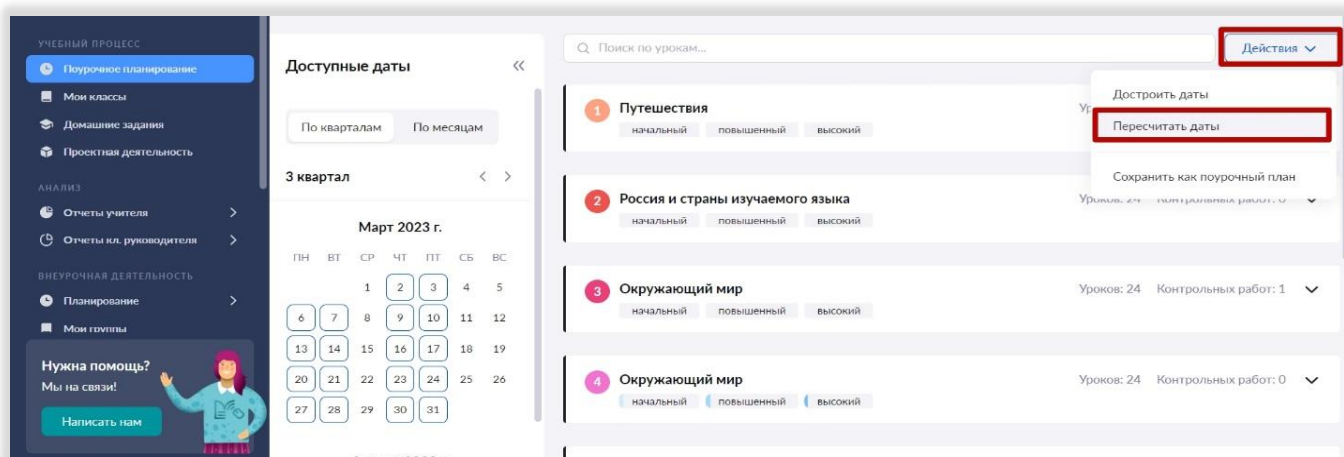 УЧЕБНЫЙ ПРОЦЕСС
Поурочное планирование
Мои классы
Домашние задания
Проектная деятельность
АНАЛИЗ
Отчеты учителя
Отчеты кл. руководителя
ВНЕУРОЧНАЯ ДЕЯТЕЛЬНОСТЬ
Планирование
Мои группы
Нужна помощь?
Мы на связи!
Написать нам
Доступные даты
По кварталам По месяцам
3 квартал
Март 2023 г.
ПН ВТ СР ЧТ ПТ СБ ВС
1 2 3 4 5
6 7 8 9 10 11 12
13 14 15 16 17 18 19
20 21 22 23 24 25 26
27 28 29 30 31
Поиск по урокам...
Действия
Достроить даты
Пересчитать даты
Сохранить как поурочный план
1 Путешествия
начальный повышенный высокий
2 Россия и страны изучаемого языка
Уроков: 24 Контрольных работ: 0
начальный повышенный высокий
3 Окружающий мир
Уроков: 24 Контрольных работ: 1
начальный повышенный высокий
4 Окружающий мир
Уроков: 24 Контрольных работ: 0
начальный повышенный высокий